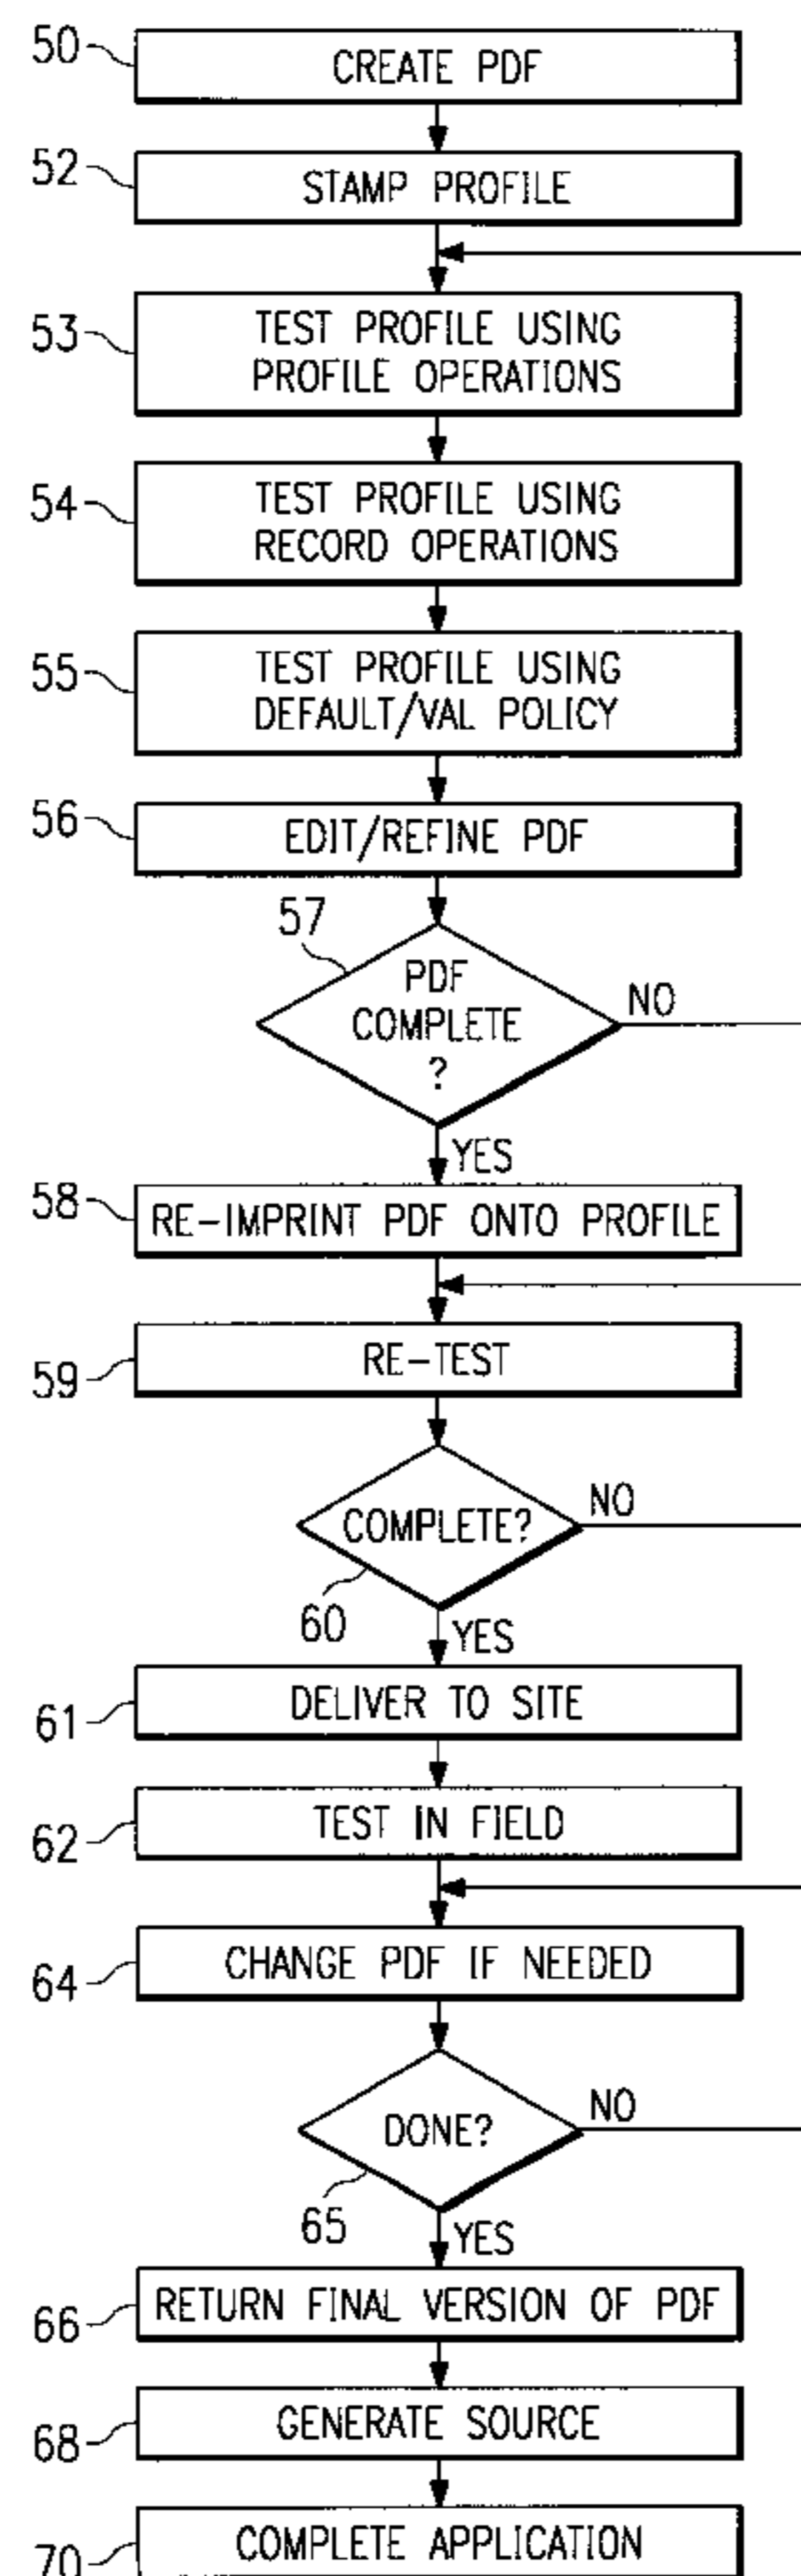 50
CREATE PDF
52
STAMP PROFILE
53
TEST PROFILE USING
PROFILE OPERATIONS
54
TEST PROFILE USING
RECORD OPERATIONS
55
TEST PROFILE USING
DEFAULT/VAL POLICY
56
EDIT/REFINE PDF
57
PDF
COMPLETE
?
NO
YES
58
RE-IMPRINT PDF ONTO PROFILE
59
RE-TEST
COMPLETE?
NO
60
YES
61
DELIVER TO SITE
62
TEST IN FIELD
64
CHANGE PDF IF NEEDED
DONE?
NO
65
YES
66
RETURN FINAL VERSION OF PDF
68
GENERATE SOURCE
70
COMPLETE APPLICATION